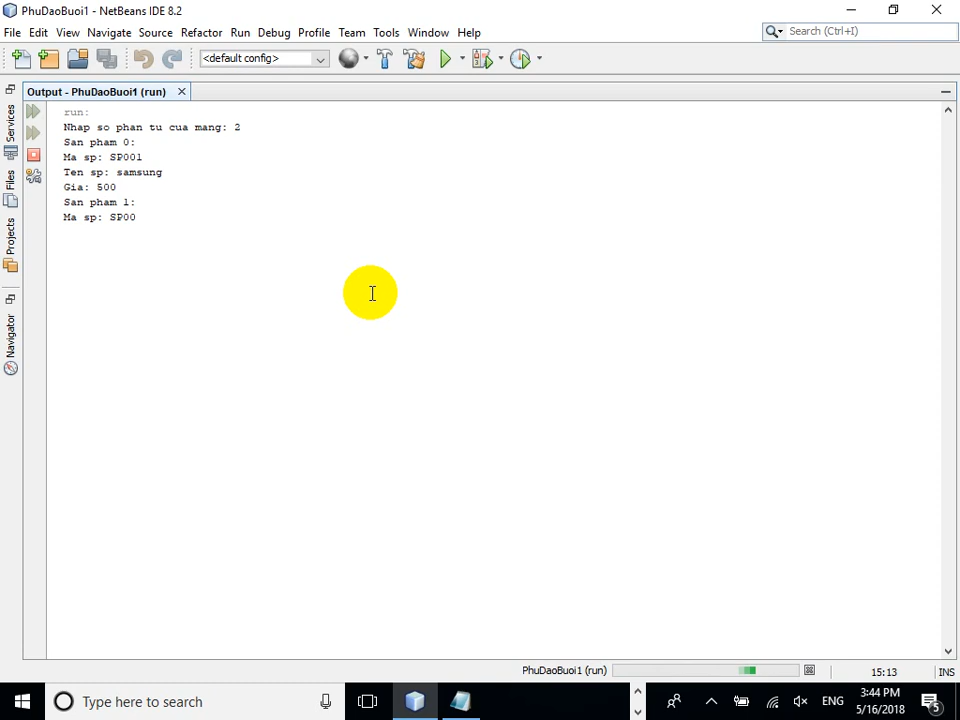 PhuDaoBuoi1 - NetBeans IDE 8.2
File Edit View Navigate Source Refactor Run Debug Profile Team Tools Window Help
Search (Ctrl+I)
<default config>
Output - PhuDaoBuoi1 (run)
Services
Files
Projects
Navigator
run:
Nhap so phan tu cua mang: 2
San pham 0:
Ma sp: SP001
Ten sp: samsung
Gia: 500
San pham 1:
Ma sp: SP00
PhuDaoBuoi1 (run)
15:13
INS
Type here to search
ENG
3:44 PM
5/16/2018
5